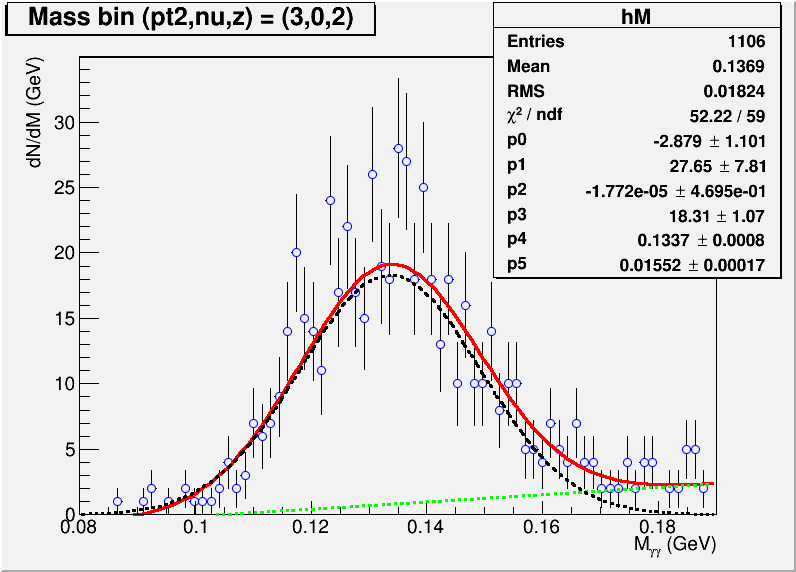 Mass bin (pt2,nu,z) = (3,0,2)
hM
Entries 1106
Mean 0.1369
RMS 0.01824
χ² / ndf 52.22 / 59
p0 -2.879 ± 1.101
p1 27.65 ± 7.81
p2 -1.772e-05 ± 4.695e-01
p3 18.31 ± 1.07
p4 0.1337 ± 0.0008
p5 0.01552 ± 0.00017
dN/dM (GeV)
30
25
20
15
10
5
0
0.08 0.1 0.12 0.14 0.16 0.18
Mγγ (GeV)